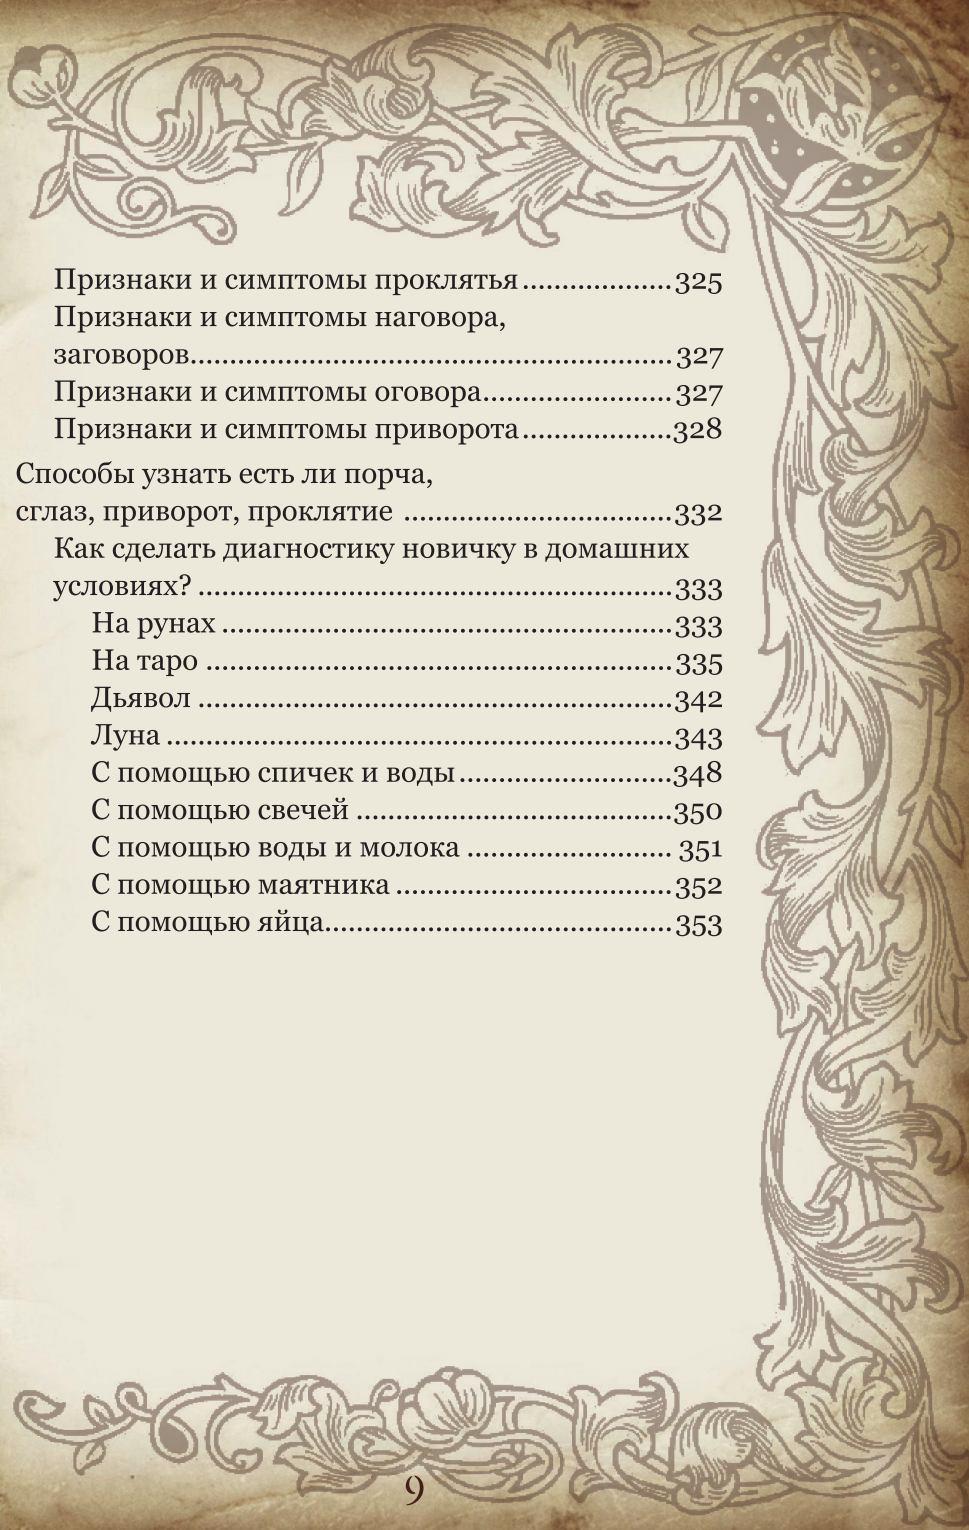 Признаки и симптомы проклятья...................325
Признаки и симптомы наговора,
заговоров............................................................. 327
Признаки и симптомы оговора........................ 327
Признаки и симптомы приворота...................328
Способы узнать есть ли порча,
сглаз, приворот, проклятие ..................................332
Как сделать диагностику новичку в домашних
условиях? ............................................................333
На рунах .........................................................333
На таро ...........................................................335
Дьявол ............................................................342
Луна ................................................................343
С помощью спичек и воды...........................348
С помощью свечей ........................................350
С помощью воды и молока .......................... 351
С помощью маятника ...................................352
С помощью яйца............................................353
9